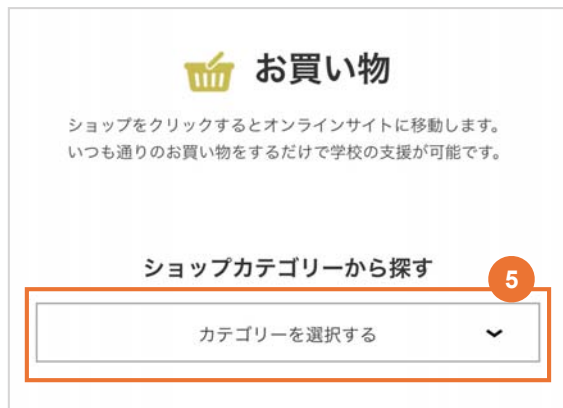 お買い物
ショップをクリックするとオンラインサイトに移動します。
いつも通りのお買い物をするだけで学校の支援が可能です。
ショップカテゴリーから探す
5
カテゴリーを選択する